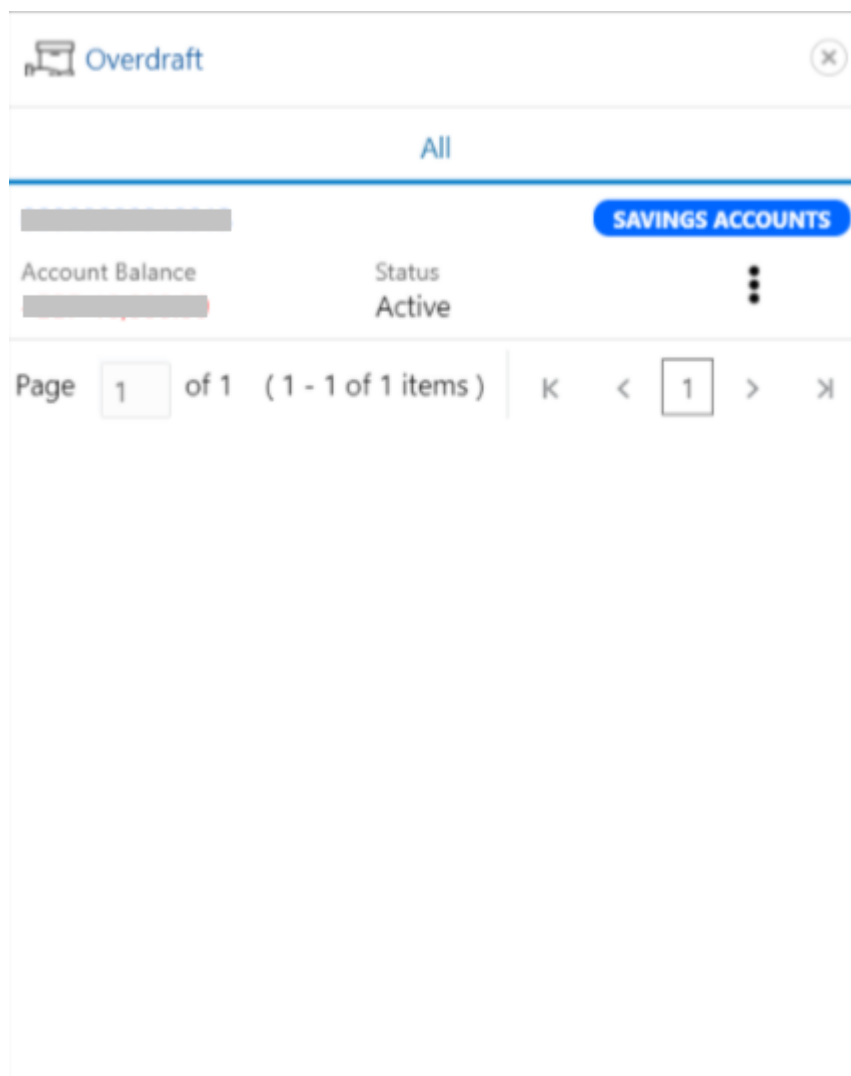 Overdraft
All
SAVINGS ACCOUNTS
Account Balance Status
Active
Page 1 of 1 ( 1 - 1 of 1 items ) K < 1 > >|